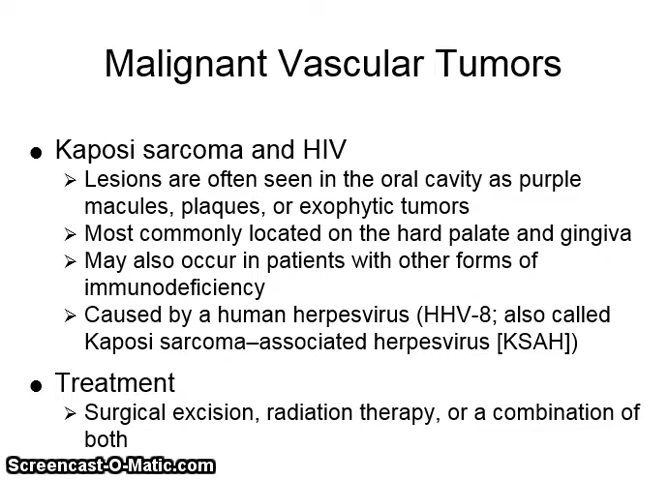 Malignant Vascular Tumors
● Kaposi sarcoma and HIV
➢ Lesions are often seen in the oral cavity as purple
macules, plaques, or exophytic tumors
➢ Most commonly located on the hard palate and gingiva
➢ May also occur in patients with other forms of
immunodeficiency
➢ Caused by a human herpesvirus (HHV-8; also called
Kaposi sarcoma–associated herpesvirus [KSAH])
● Treatment
➢ Surgical excision, radiation therapy, or a combination of
both
Screencast-O-Matic.com